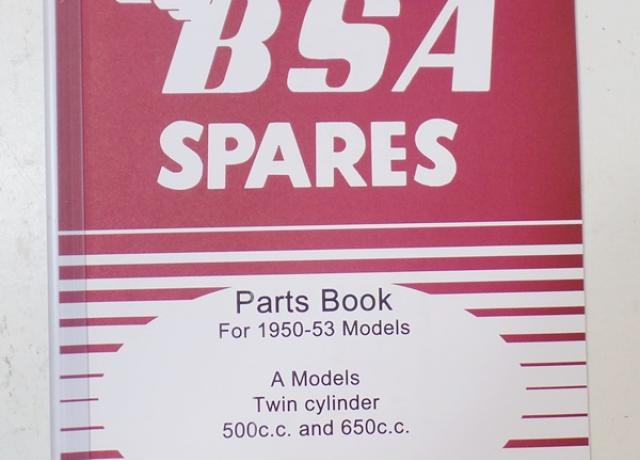 BSA
SPARES
Parts Book
For 1950-53 Models
A Models
Twin cylinder
500c.c. and 650c.c.